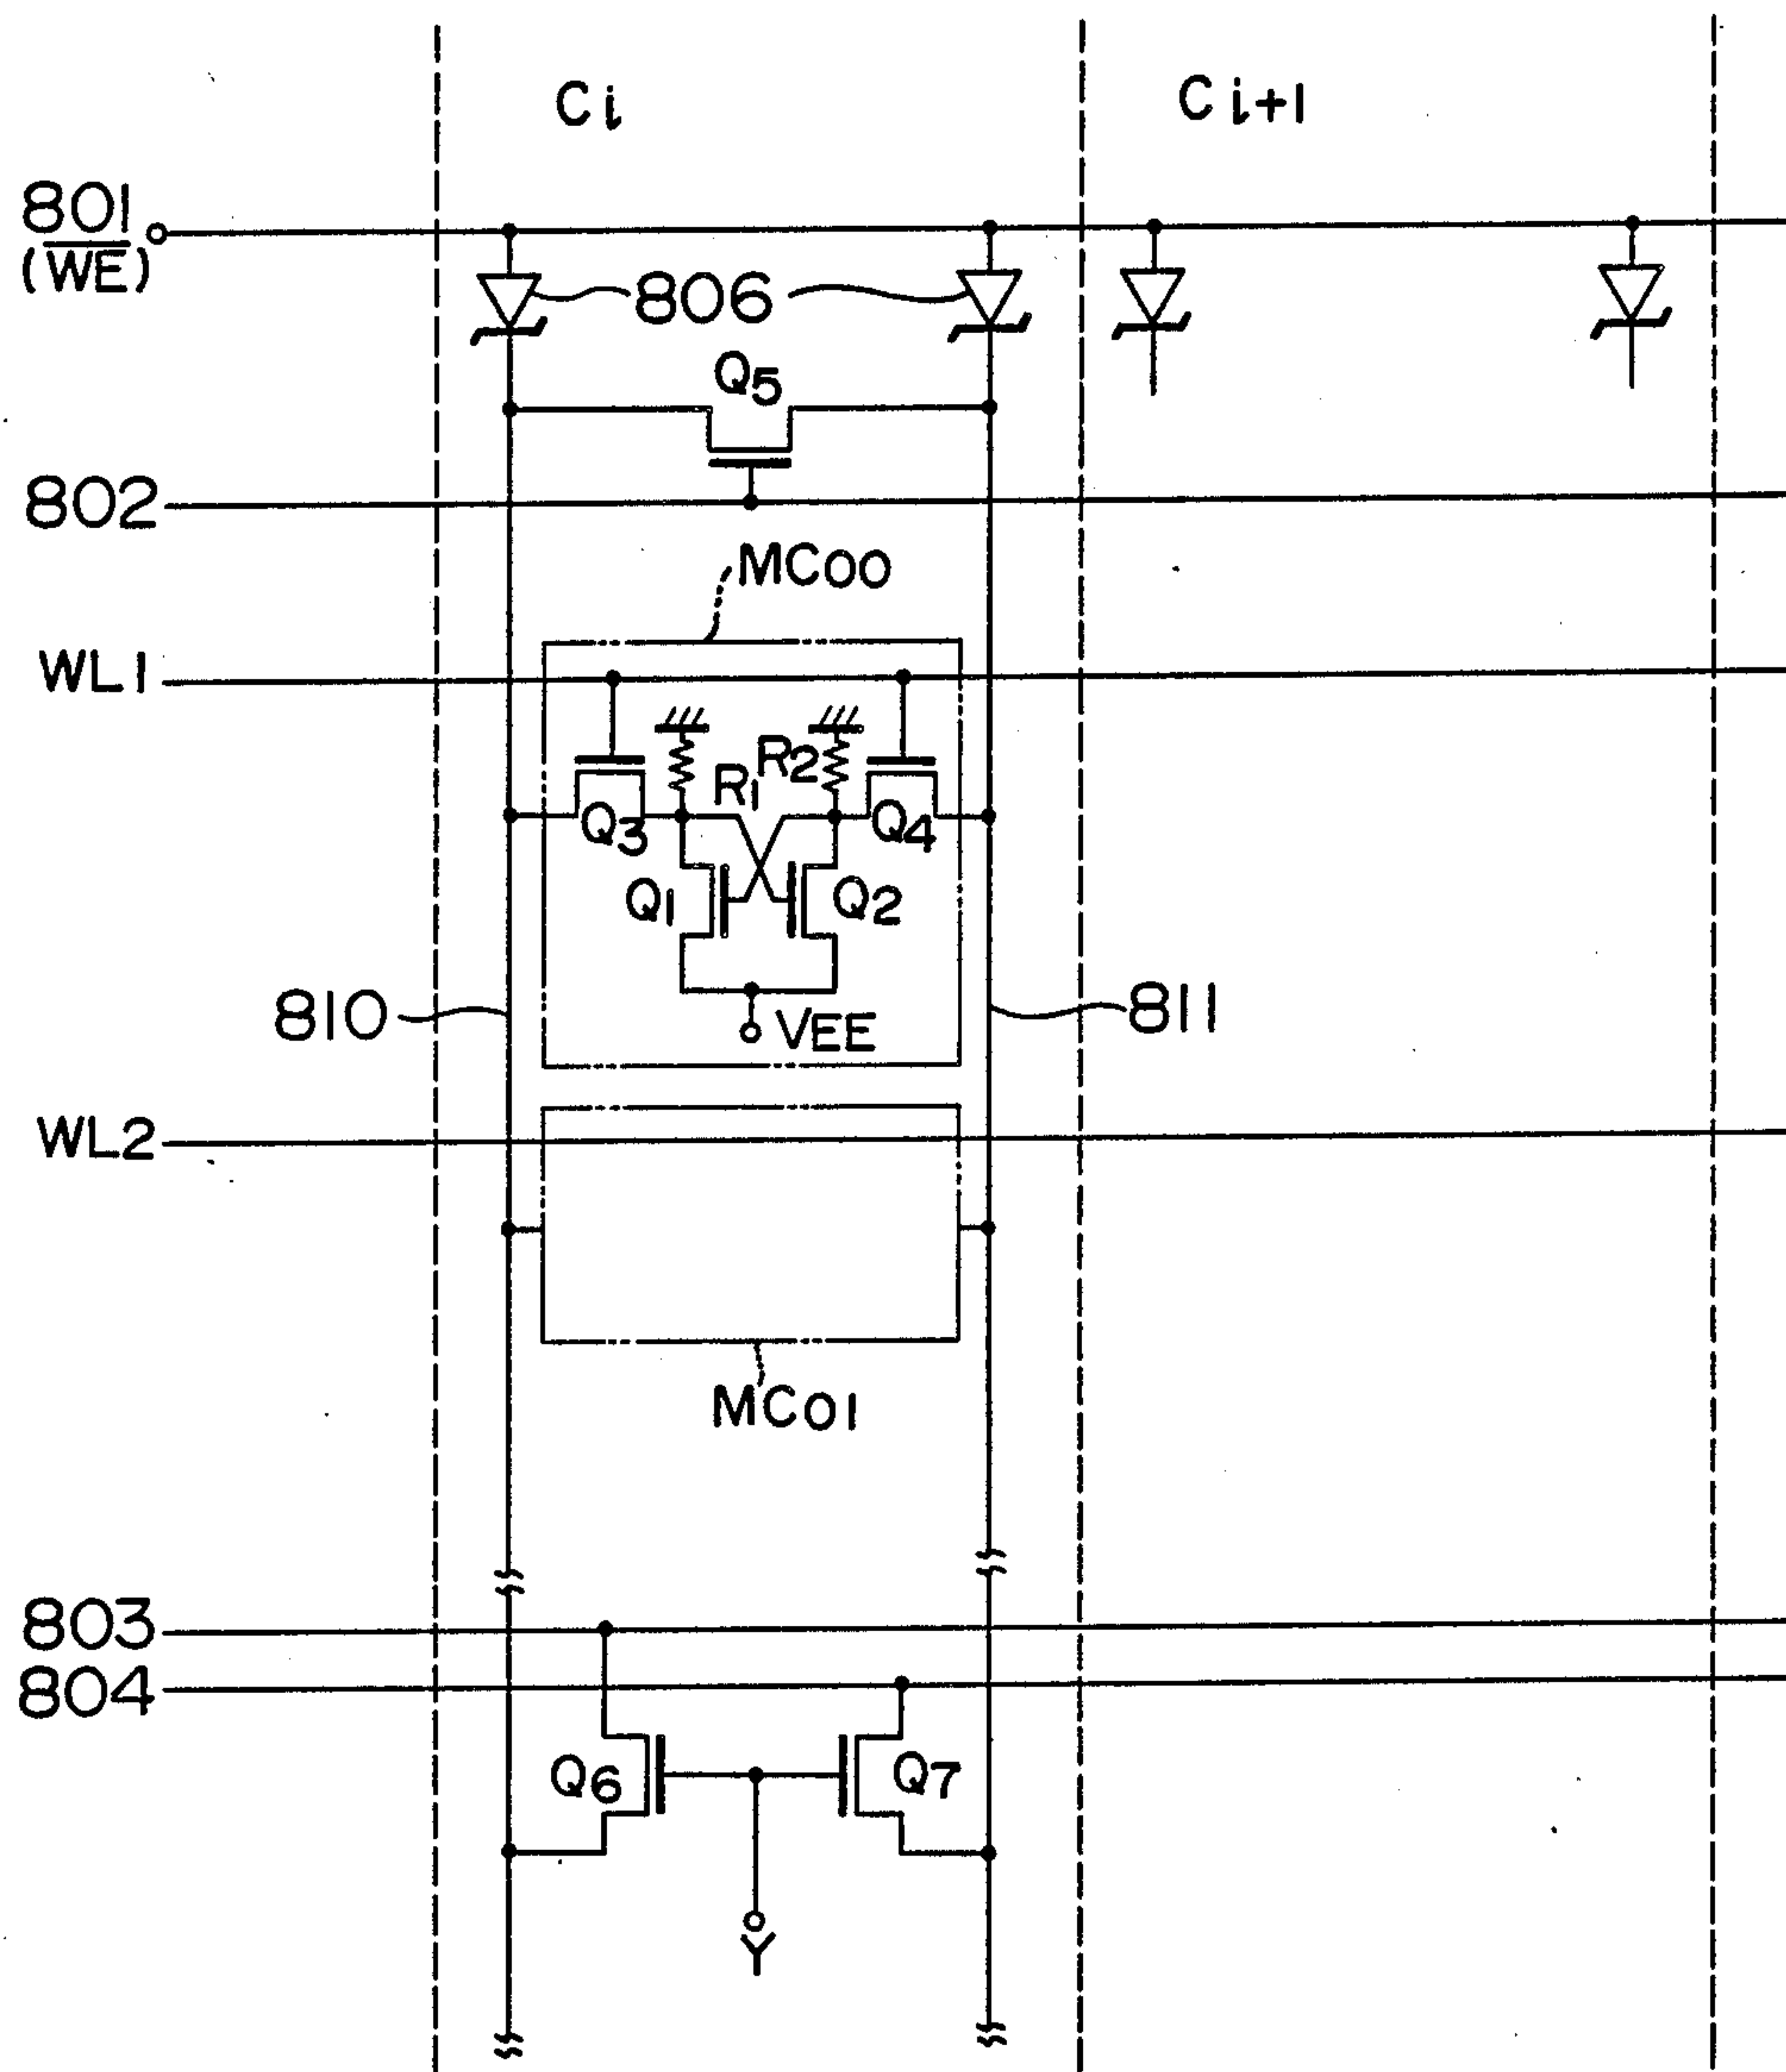 Ci
Ci+1
801
(W̅E̅)
806
Q5
802
MC00
WL1
R1
R2
Q3
Q4
Q1
Q2
810
811
VEE
WL2
MC01
803
804
Q6
Q7
Y